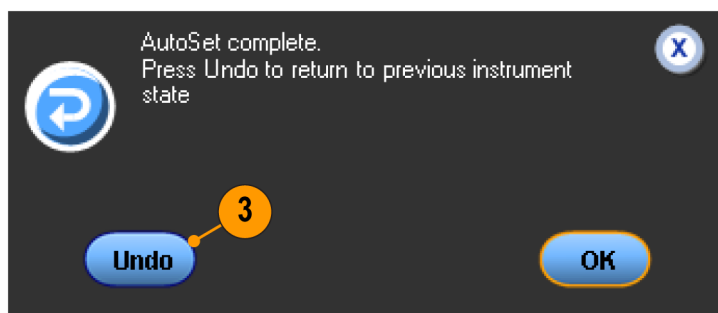 AutoSet complete.
X
Press Undo to return to previous instrument
state
3
Undo
OK